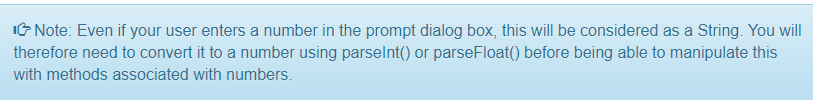 Note: Even if your user enters a number in the prompt dialog box, this will be considered as a String. You will
therefore need to convert it to a number using parseInt() or parseFloat() before being able to manipulate this
with methods associated with numbers.